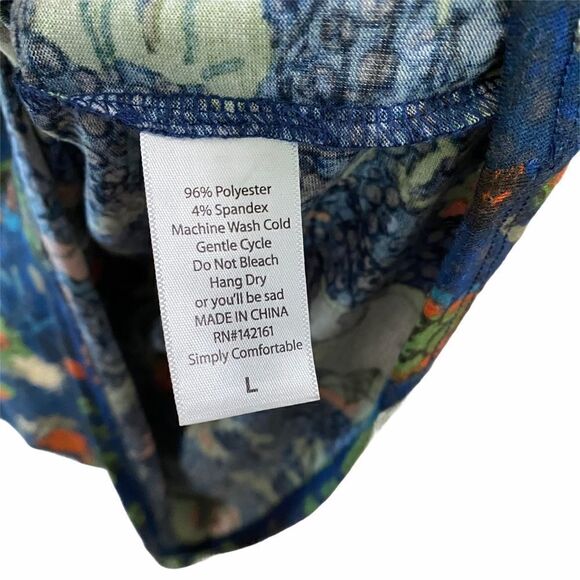 96% Polyester
4% Spandex
Machine Wash Cold
Gentle Cycle
Do Not Bleach
Hang Dry
or you'll be sad
MADE IN CHINA
RN#142161
Simply Comfortable
L